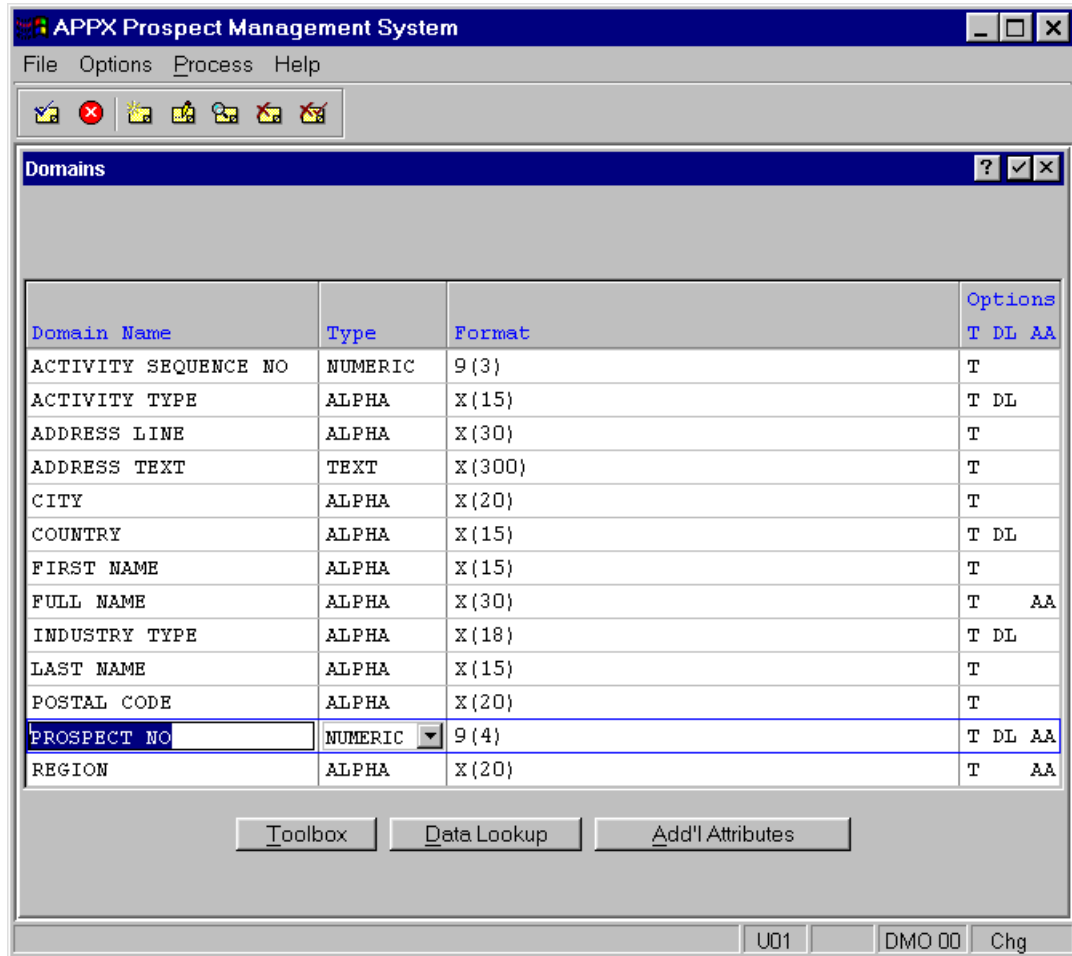 APPX Prospect Management System
File Options Process Help
Domains
Options
Domain Name Type Format T DL AA
ACTIVITY SEQUENCE NO NUMERIC 9(3) T
ACTIVITY TYPE ALPHA X(15) T DL
ADDRESS LINE ALPHA X(30) T
ADDRESS TEXT TEXT X(300) T
CITY ALPHA X(20) T
COUNTRY ALPHA X(15) T DL
FIRST NAME ALPHA X(15) T
FULL NAME ALPHA X(30) T AA
INDUSTRY TYPE ALPHA X(18) T DL
LAST NAME ALPHA X(15) T
POSTAL CODE ALPHA X(20) T
PROSPECT NO NUMERIC 9(4) T DL AA
REGION ALPHA X(20) T AA
Toolbox Data Lookup Add'l Attributes
U01 DMO 00 Chg